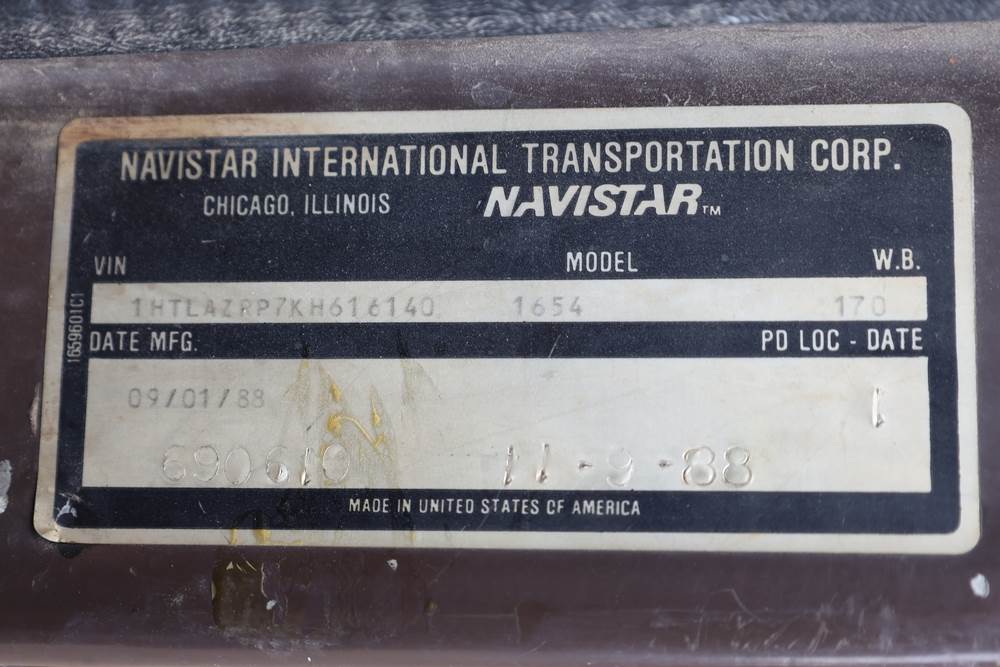 NAVISTAR INTERNATIONAL TRANSPORTATION CORP.
CHICAGO, ILLINOIS NAVISTAR™
VIN MODEL W.B.
1HTLAZRP7KH616140 1654 170
1659601C1
DATE MFG. PD LOC - DATE
09/01/88 1
690610 11-9-88
MADE IN UNITED STATES OF AMERICA